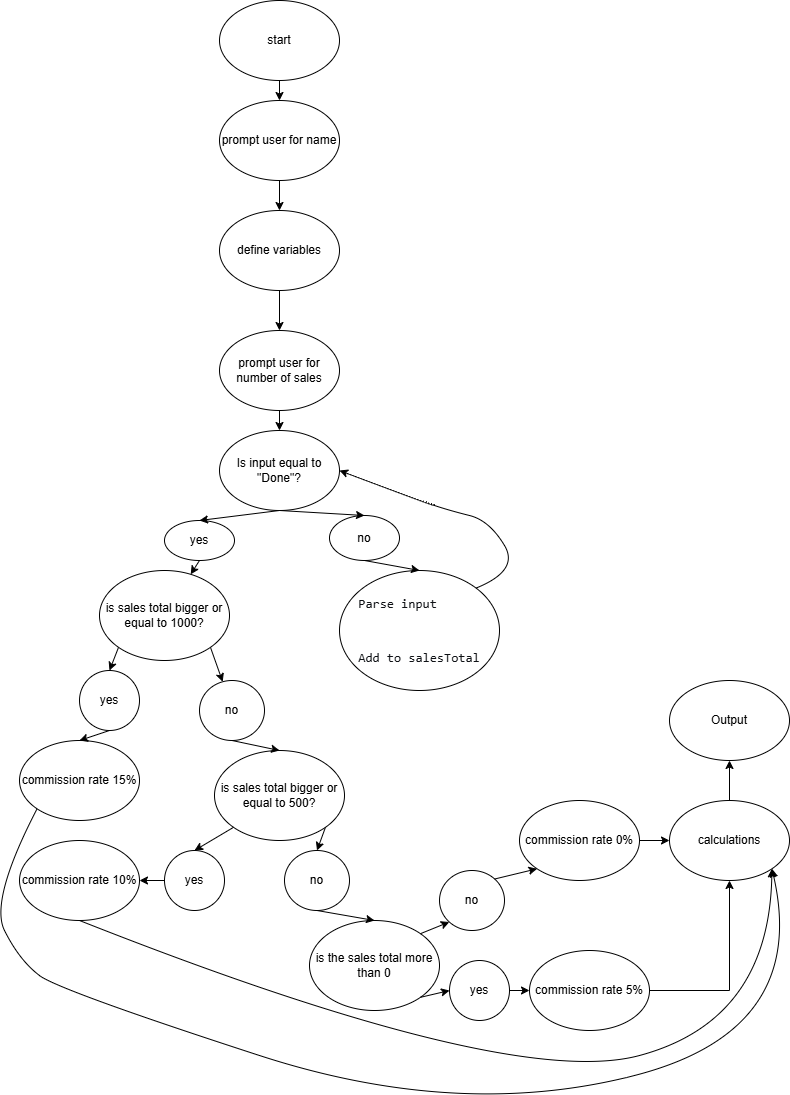 start
prompt user for name
define variables
prompt user for
number of sales
Is input equal to
"Done"?
yes
no
Parse input
Add to salesTotal
is sales total bigger or
equal to 1000?
yes
no
commission rate 15%
is sales total bigger or
equal to 500?
yes
commission rate 10%
no
is the sales total more
than 0
no
commission rate 0%
yes
commission rate 5%
calculations
Output